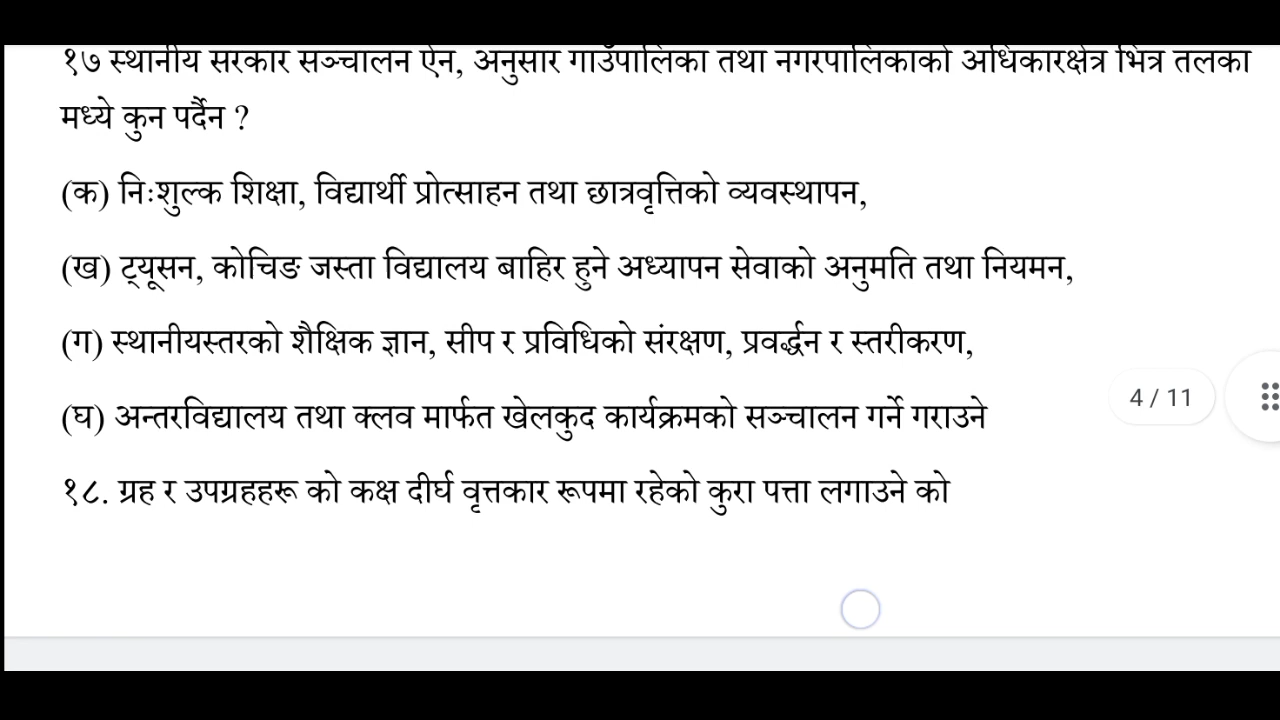 १७ स्थानीय सरकार सञ्चालन ऐन, अनुसार गाउँपालिका तथा नगरपालिकाको अधिकारक्षेत्र भित्र तलका
मध्ये कुन पर्दैन ?
(क) निःशुल्क शिक्षा, विद्यार्थी प्रोत्साहन तथा छात्रवृत्तिको व्यवस्थापन,
(ख) ट्यूसन, कोचिङ जस्ता विद्यालय बाहिर हुने अध्यापन सेवाको अनुमति तथा नियमन,
(ग) स्थानीयस्तरको शैक्षिक ज्ञान, सीप र प्रविधिको संरक्षण, प्रवर्द्धन र स्तरीकरण,
4 / 11
(घ) अन्तरविद्यालय तथा क्लव मार्फत खेलकुद कार्यक्रमको सञ्चालन गर्ने गराउने
१८. ग्रह र उपग्रहहरू को कक्ष दीर्घ वृत्तकार रूपमा रहेको कुरा पत्ता लगाउने को